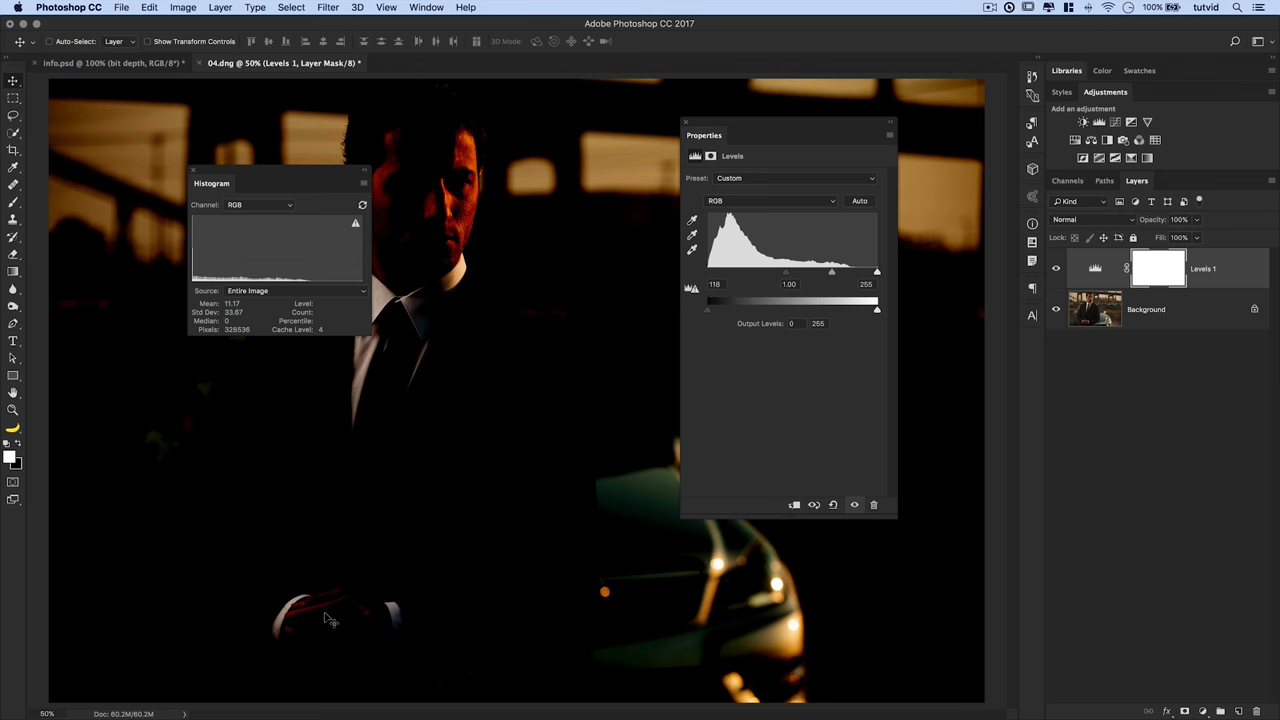 Photoshop CC File Edit Image Layer Type Select Filter 3D View Window Help 100% tutvid
Adobe Photoshop CC 2017
Auto-Select: Layer Show Transform Controls 3D Mode:
info.psd @ 100% (bit depth, RGB/8*) * 04.dng @ 50% (Levels 1, Layer Mask/8) *
Histogram
Channel: RGB
Source: Entire Image
Mean: 11.17 Level:
Std Dev: 33.67 Count:
Median: 0 Percentile:
Pixels: 328536 Cache Level: 4
Properties
Levels
Preset: Custom
RGB Auto
118 1.00 255
Output Levels: 0 255
Libraries Color Swatches
Styles Adjustments
Add an adjustment
Channels Paths Layers
Kind
Normal Opacity: 100%
Lock: Fill: 100%
Levels 1
Background
50% Doc: 60.2M/60.2M